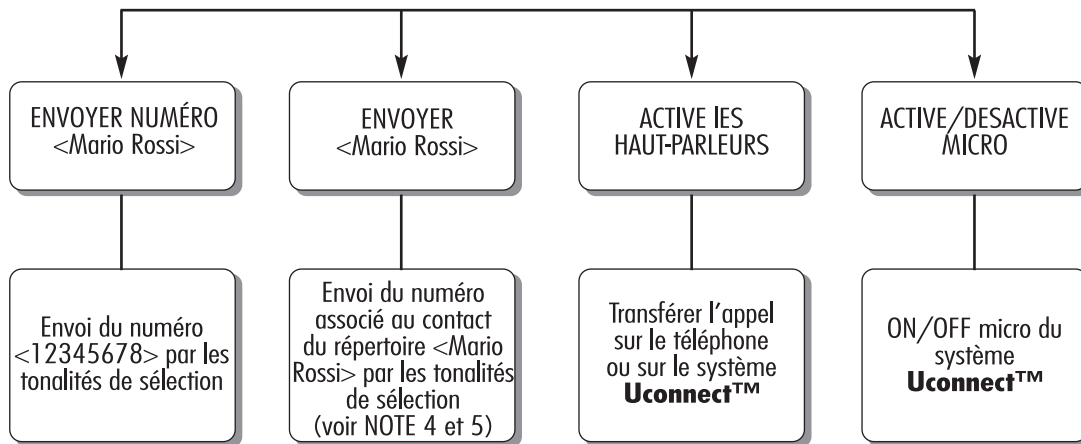 ENVOYER NUMÉRO
<Mario Rossi>
ENVOYER
<Mario Rossi>
ACTIVE lES
HAUT-PARLEURS
ACTIVE/DESACTIVE
MICRO
Envoi du numéro
<12345678> par les
tonalités de sélection
Envoi du numéro
associé au contact
du répertoire <Mario
Rossi> par les tonalités
de sélection
(voir NOTE 4 et 5)
Transférer l’appel
sur le téléphone
ou sur le système
Uconnect™
ON/OFF micro du
système
Uconnect™